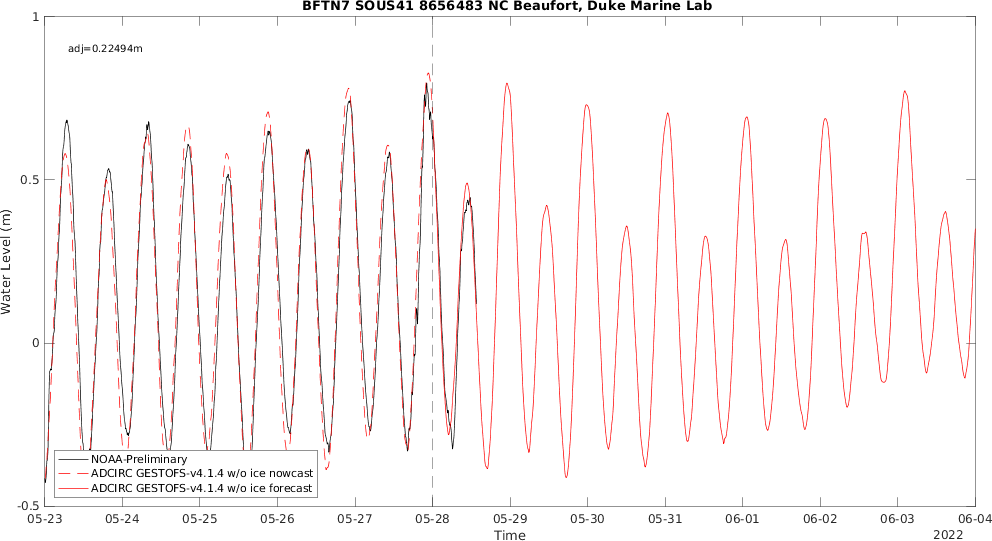 BFTN7 SOUS41 8656483 NC Beaufort, Duke Marine Lab
1
adj=0.22494m
0.5
Water Level (m)
0
NOAA-Preliminary
ADCIRC GESTOFS-v4.1.4 w/o ice nowcast
ADCIRC GESTOFS-v4.1.4 w/o ice forecast
-0.5
05-23 05-24 05-25 05-26 05-27 05-28 05-29 05-30 05-31 06-01 06-02 06-03 06-04
Time
2022